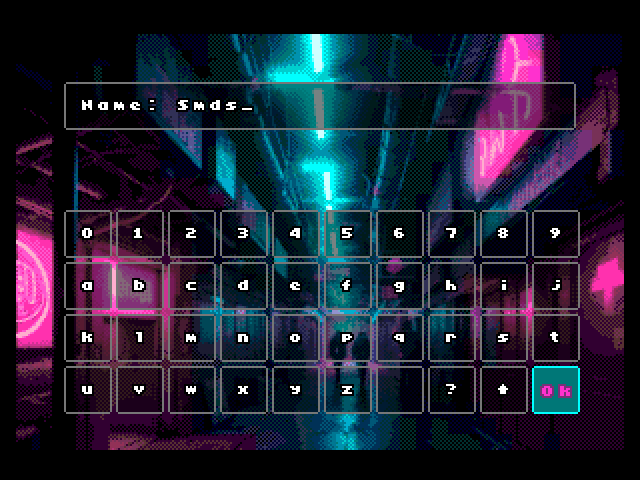 Name: Smds_
0 1 2 3 4 5 6 7 8 9
a b c d e f g h i j
k l m n o p q r s t
u v w x y z ? ↑ Ok